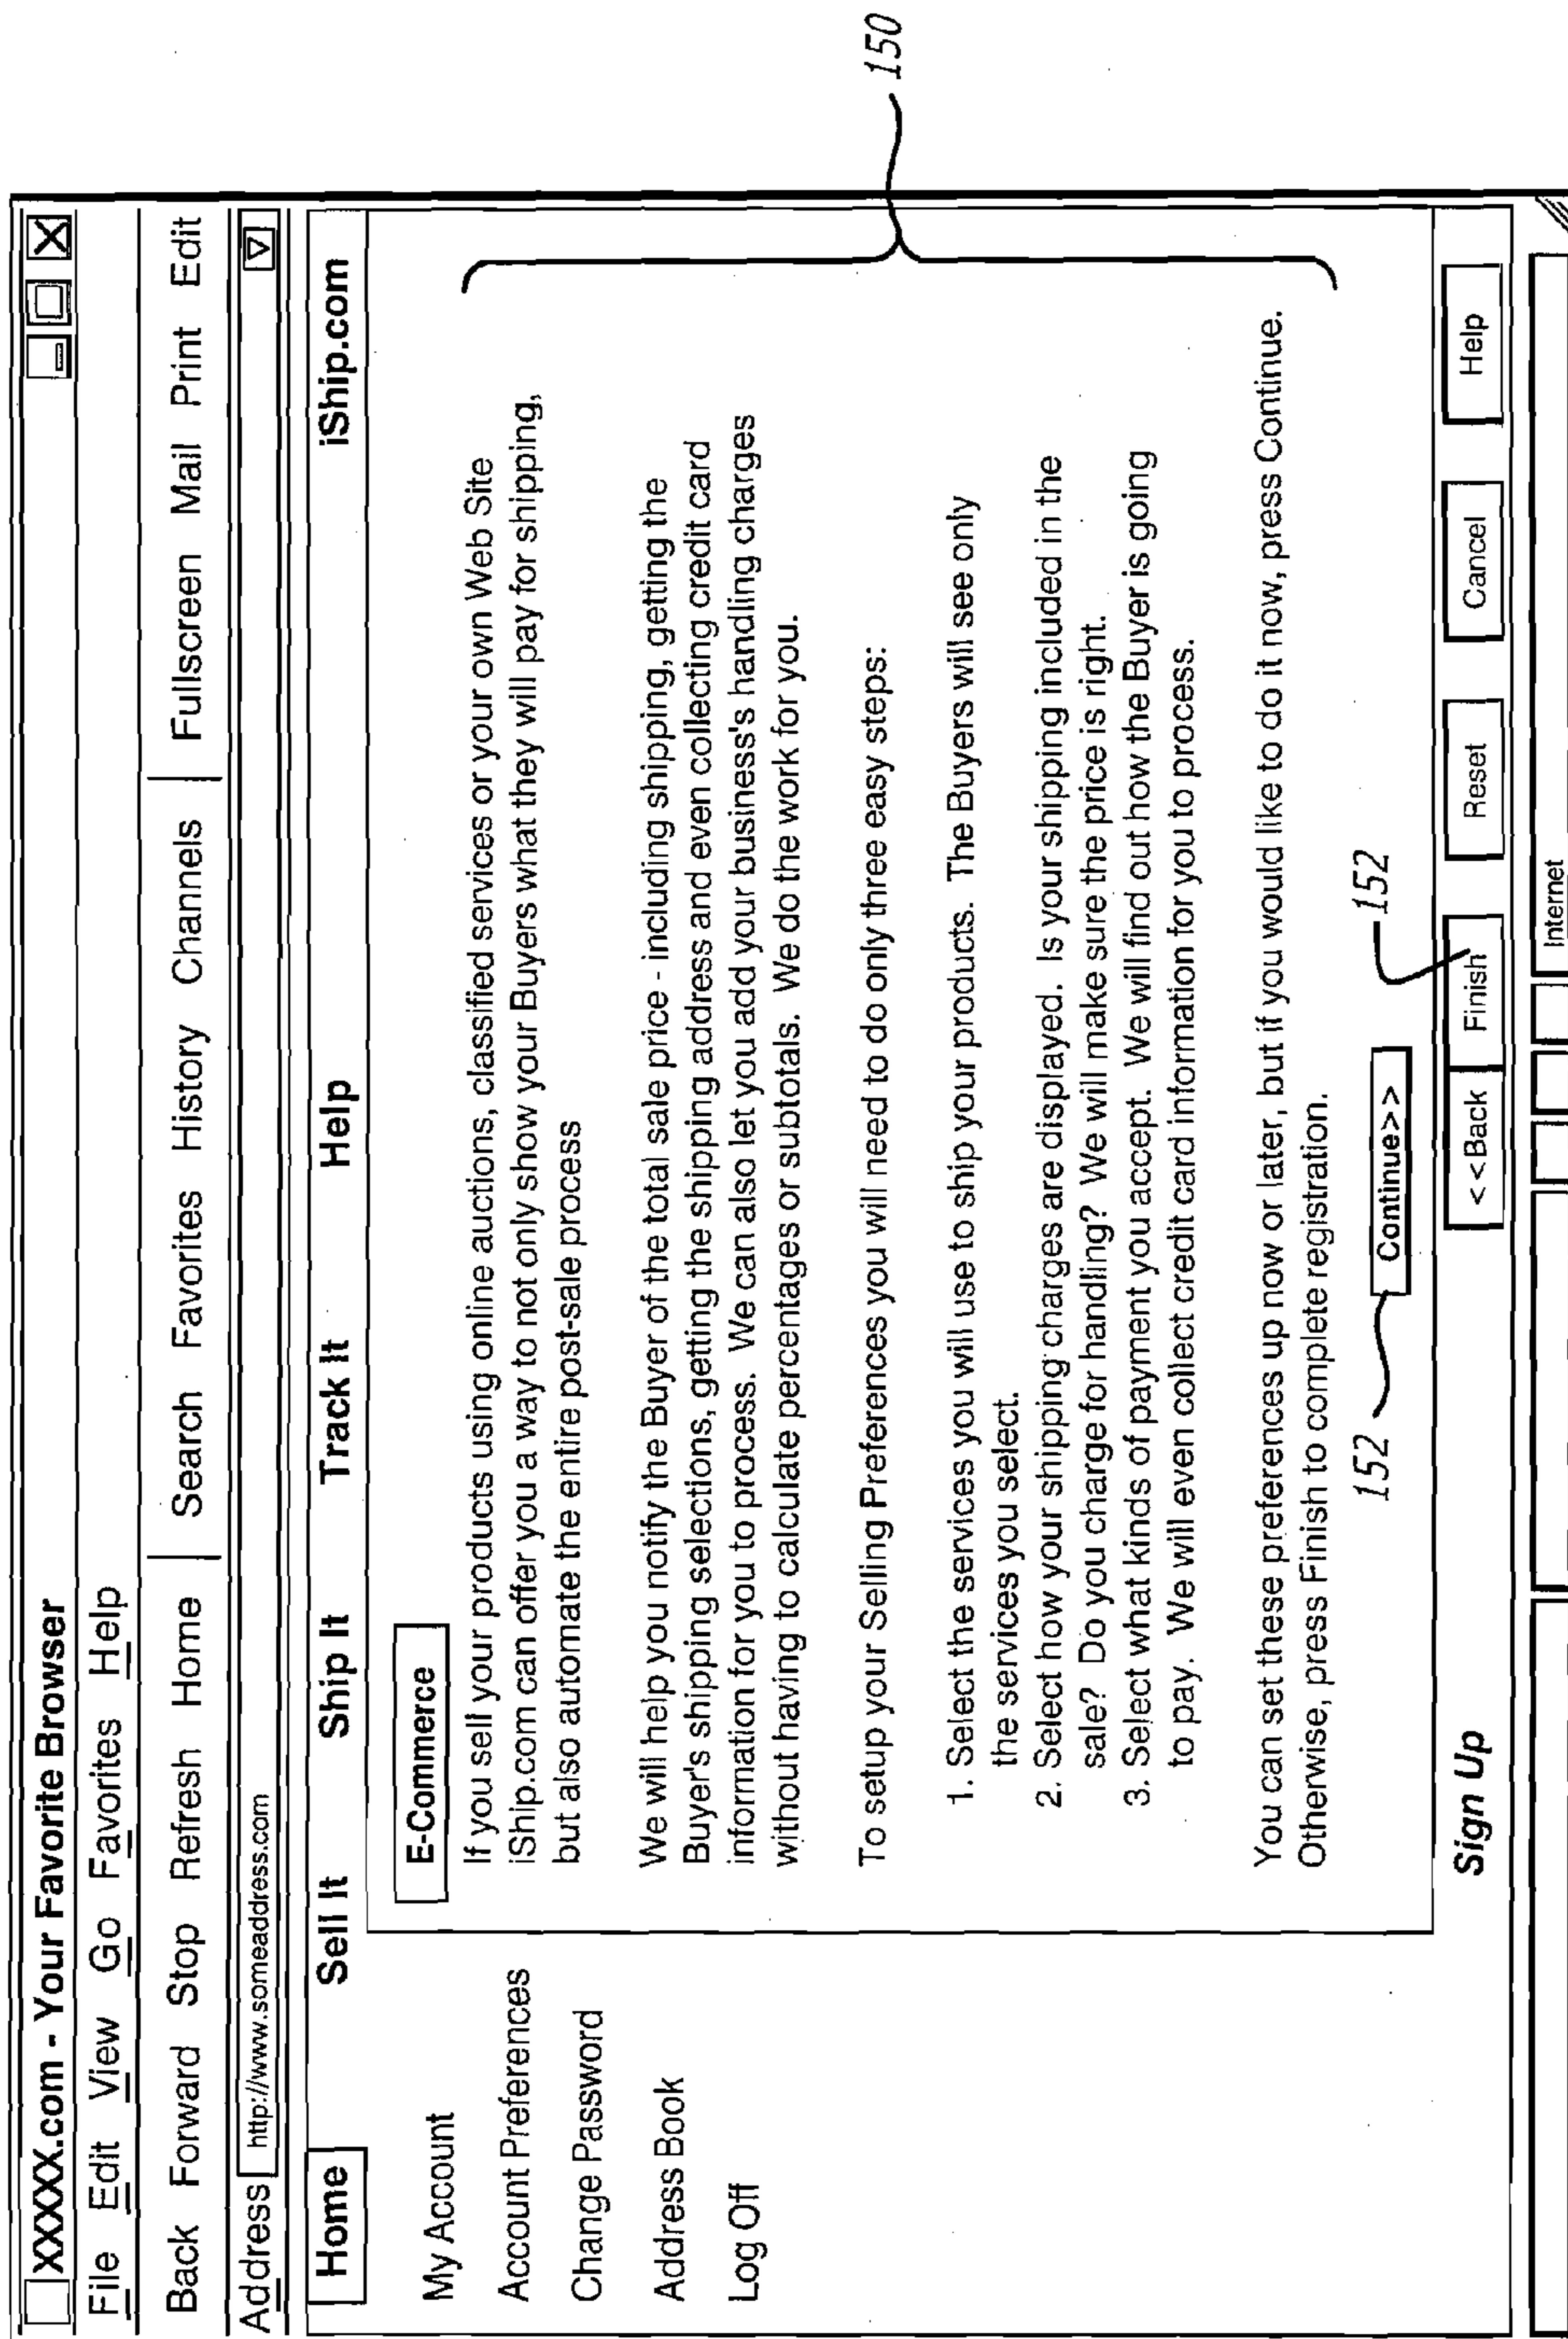 XXXXX.com - Your Favorite Browser
File Edit View Go Favorites Help
Back Forward Stop Refresh Home Search Favorites History Channels Fullscreen Mail Print Edit
Address http://www.someaddress.com
Home Sell It Ship It Track It Help iShip.com
My Account
Account Preferences
Change Password
Address Book
Log Off
E-Commerce
If you sell your products using online auctions, classified services or your own Web Site
iShip.com can offer you a way to not only show your Buyers what they will pay for shipping,
but also automate the entire post-sale process
We will help you notify the Buyer of the total sale price - including shipping, getting the
Buyer's shipping selections, getting the shipping address and even collecting credit card
information for you to process. We can also let you add your business's handling charges
without having to calculate percentages or subtotals. We do the work for you.
To setup your Selling Preferences you will need to do only three easy steps:
1. Select the services you will use to ship your products. The Buyers will see only
the services you select.
2. Select how your shipping charges are displayed. Is your shipping included in the
sale? Do you charge for handling? We will make sure the price is right.
3. Select what kinds of payment you accept. We will find out how the Buyer is going
to pay. We will even collect credit card information for you to process.
You can set these preferences up now or later, but if you would like to do it now, press Continue.
Otherwise, press Finish to complete registration.
150
152 Continue>> 152
Sign Up <<Back Finish Reset Cancel Help
Internet